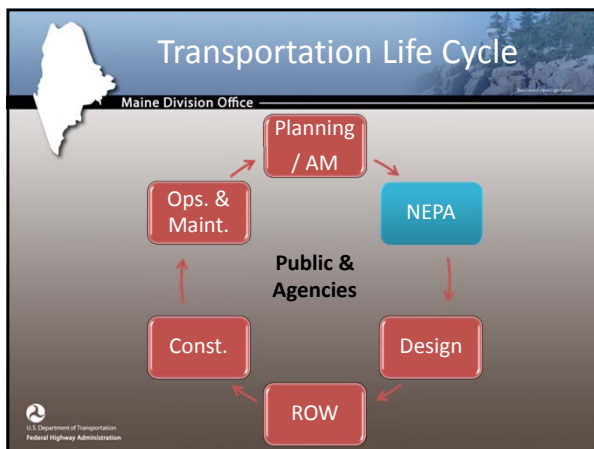 Transportation Life Cycle
Maine Division Office
Planning
/ AM
Ops. &
Maint.
NEPA
Public &
Agencies
Const.
Design
ROW
U.S. Department of Transportation
Federal Highway Administration